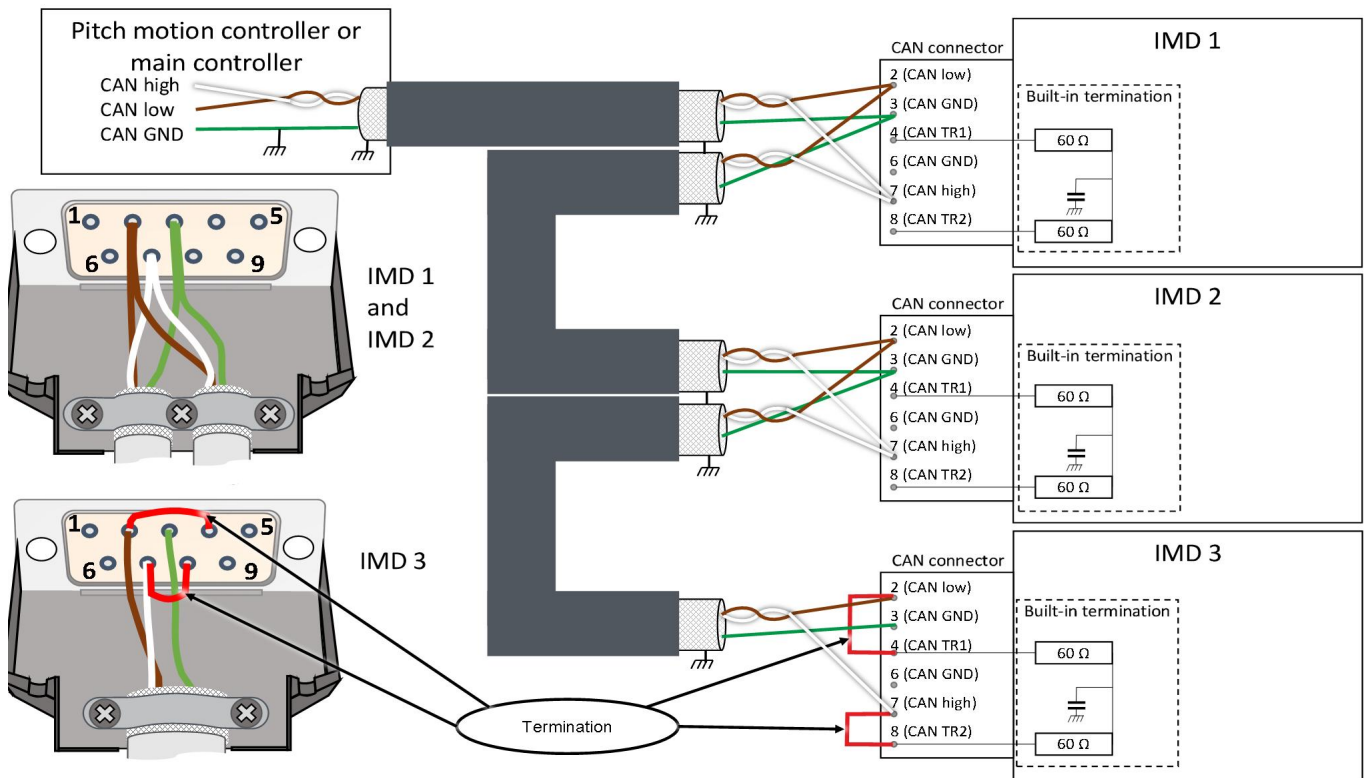 Pitch motion controller or
main controller
CAN high
CAN low
CAN GND
1
5
6
9
IMD 1
and
IMD 2
1
5
6
9
IMD 3
Termination
IMD 1
CAN connector
2 (CAN low)
3 (CAN GND)
4 (CAN TR1)
6 (CAN GND)
7 (CAN high)
8 (CAN TR2)
Built-in termination
60 Ω
60 Ω
IMD 2
CAN connector
2 (CAN low)
3 (CAN GND)
4 (CAN TR1)
6 (CAN GND)
7 (CAN high)
8 (CAN TR2)
Built-in termination
60 Ω
60 Ω
IMD 3
CAN connector
2 (CAN low)
3 (CAN GND)
4 (CAN TR1)
6 (CAN GND)
7 (CAN high)
8 (CAN TR2)
Built-in termination
60 Ω
60 Ω